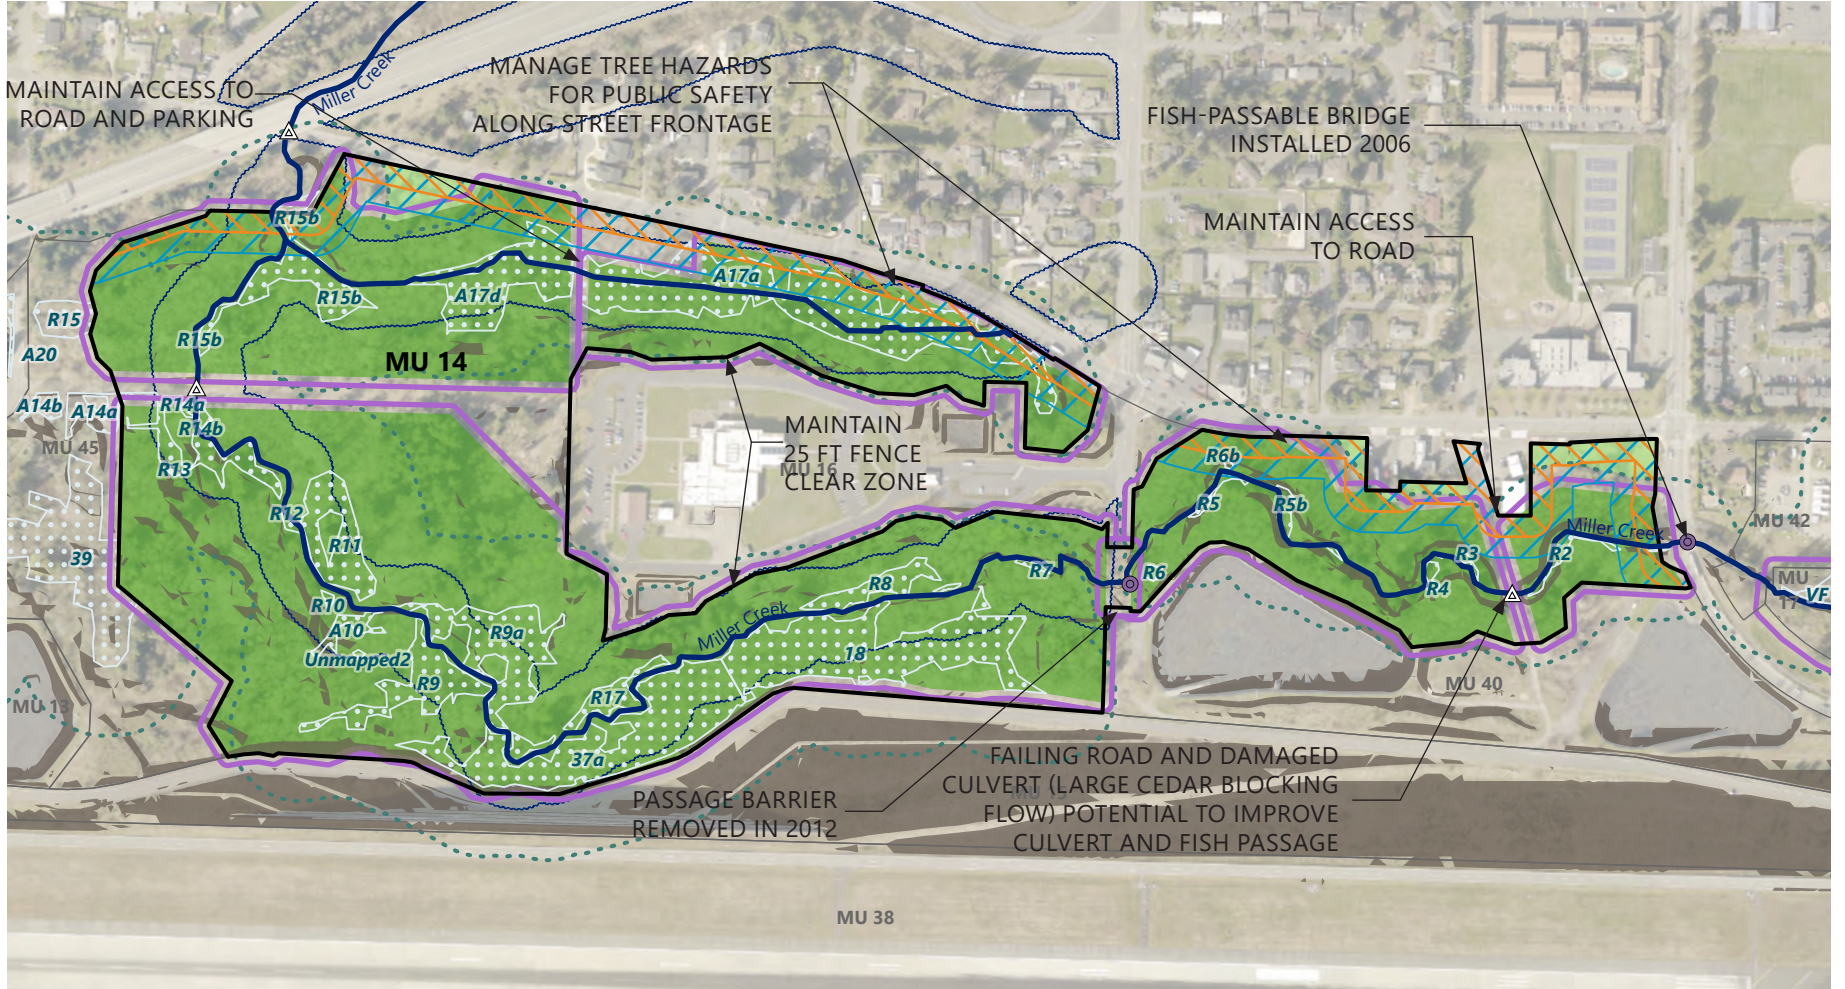 MAINTAIN ACCESS TO
ROAD AND PARKING
Miller Creek
MANAGE TREE HAZARDS
FOR PUBLIC SAFETY
ALONG STREET FRONTAGE
FISH-PASSABLE BRIDGE
INSTALLED 2006
MAINTAIN ACCESS
TO ROAD
R15b
R15b
A17d
A17a
R15
A20
R15b
MU 14
A14b
A14a
R14a
R14b
MU 45
R13
R12
R11
39
MAINTAIN
25 FT FENCE
CLEAR ZONE
MU 16
R6b
R5
R5b
R3
R4
R2
Miller Creek
MU 42
MU
17
VF
R7
R6
R8
R10
A10
Unmapped2
R9a
R9
Miller Creek
18
R17
37a
MU 13
MU 40
PASSAGE BARRIER
REMOVED IN 2012
FAILING ROAD AND DAMAGED
CULVERT (LARGE CEDAR BLOCKING
FLOW) POTENTIAL TO IMPROVE
CULVERT AND FISH PASSAGE
MU 38